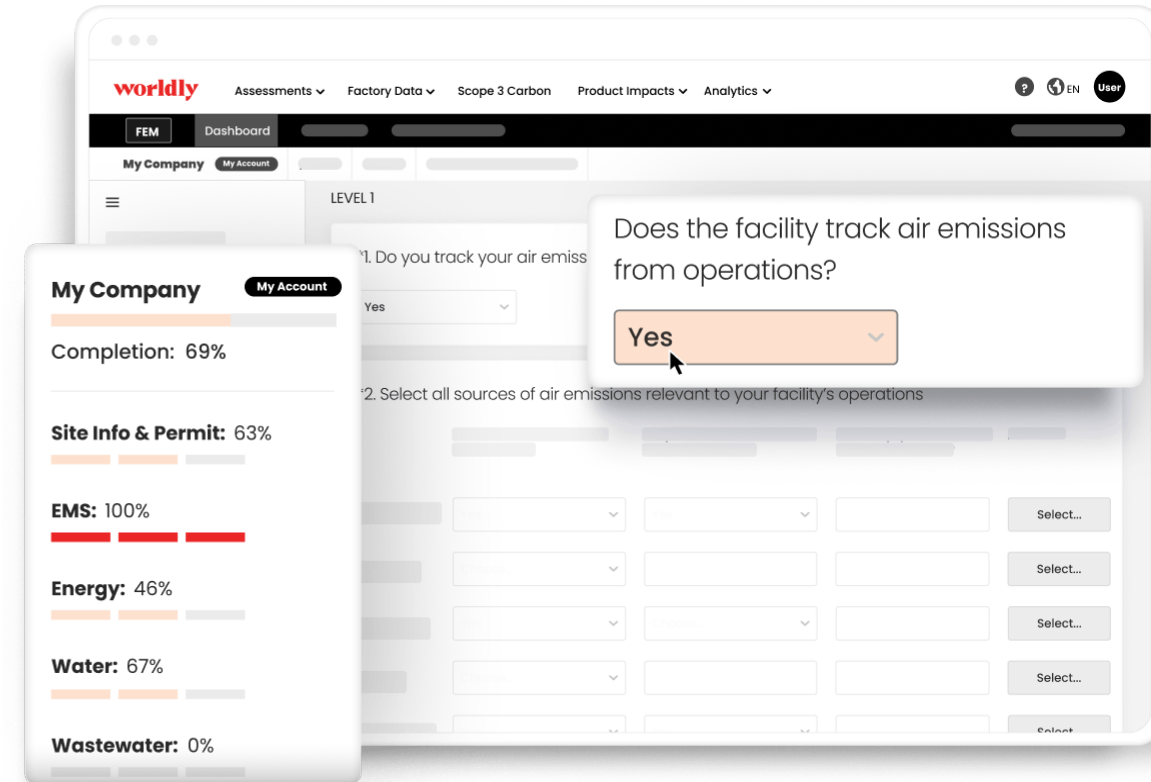 worldly
Assessments
Factory Data
Scope 3 Carbon
Product Impacts
Analytics
?
EN
User
FEM
Dashboard
My Company
My Account
LEVEL 1
*1. Do you track your air emiss
Yes
Does the facility track air emissions
from operations?
Yes
*2. Select all sources of air emissions relevant to your facility's operations
Select...
Select...
Select...
Select...
Select
My Company
My Account
Completion: 69%
Site Info & Permit: 63%
EMS: 100%
Energy: 46%
Water: 67%
Wastewater: 0%